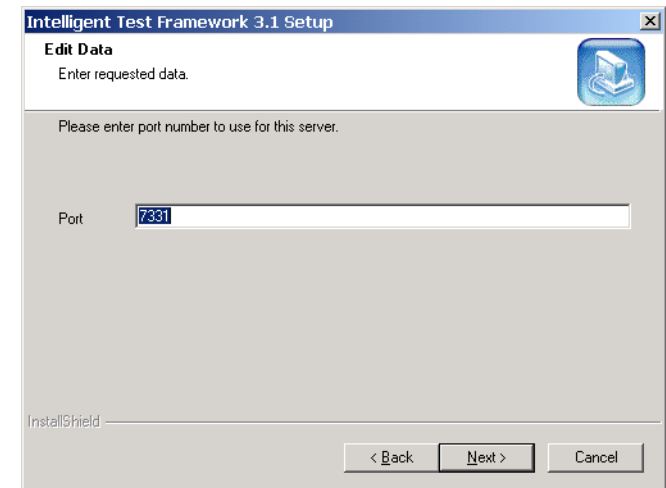 Intelligent Test Framework 3.1 Setup
Edit Data
Enter requested data.
Please enter port number to use for this server.
Port 7331
InstallShield
< Back Next > Cancel